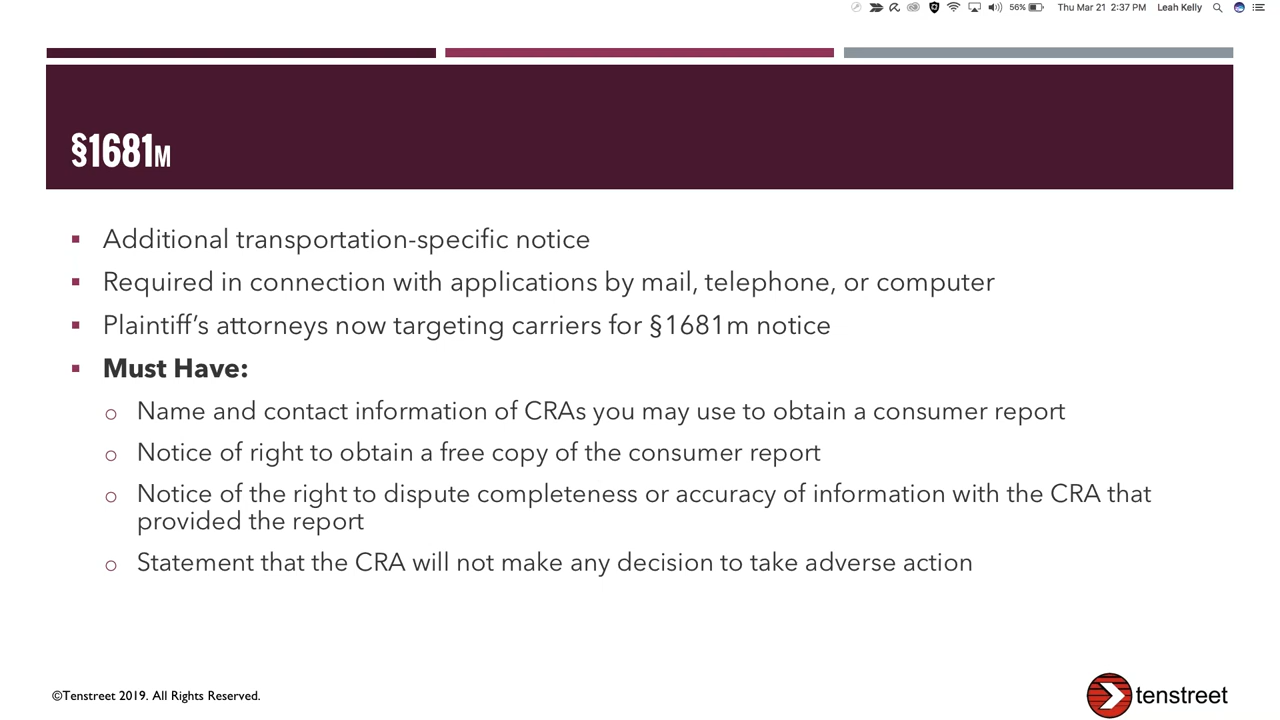 56% Thu Mar 21 2:37 PM Leah Kelly
§1681M
Additional transportation-specific notice
Required in connection with applications by mail, telephone, or computer
Plaintiff’s attorneys now targeting carriers for §1681m notice
Must Have:
Name and contact information of CRAs you may use to obtain a consumer report
Notice of right to obtain a free copy of the consumer report
Notice of the right to dispute completeness or accuracy of information with the CRA that
provided the report
Statement that the CRA will not make any decision to take adverse action
©Tenstreet 2019. All Rights Reserved.
tenstreet